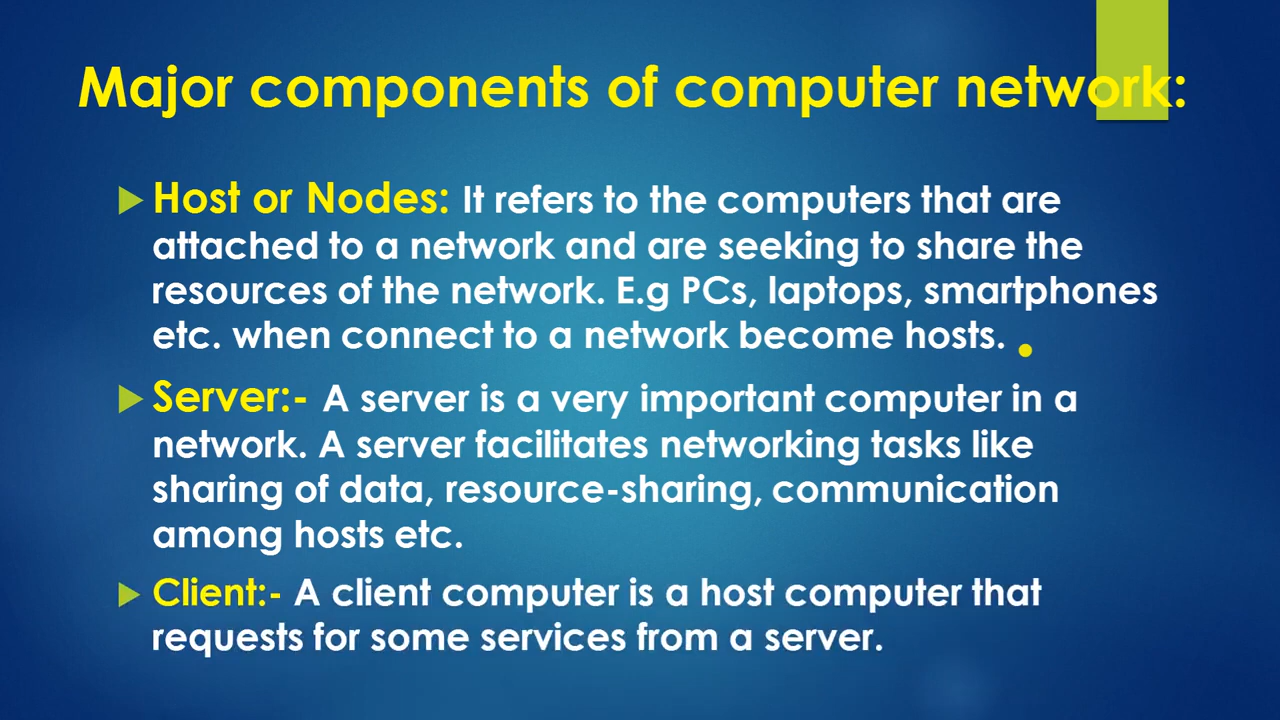 Major components of computer network:
Host or Nodes: It refers to the computers that are
attached to a network and are seeking to share the
resources of the network. E.g PCs, laptops, smartphones
etc. when connect to a network become hosts. .
Server:- A server is a very important computer in a
network. A server facilitates networking tasks like
sharing of data, resource-sharing, communication
among hosts etc.
Client:- A client computer is a host computer that
requests for some services from a server.